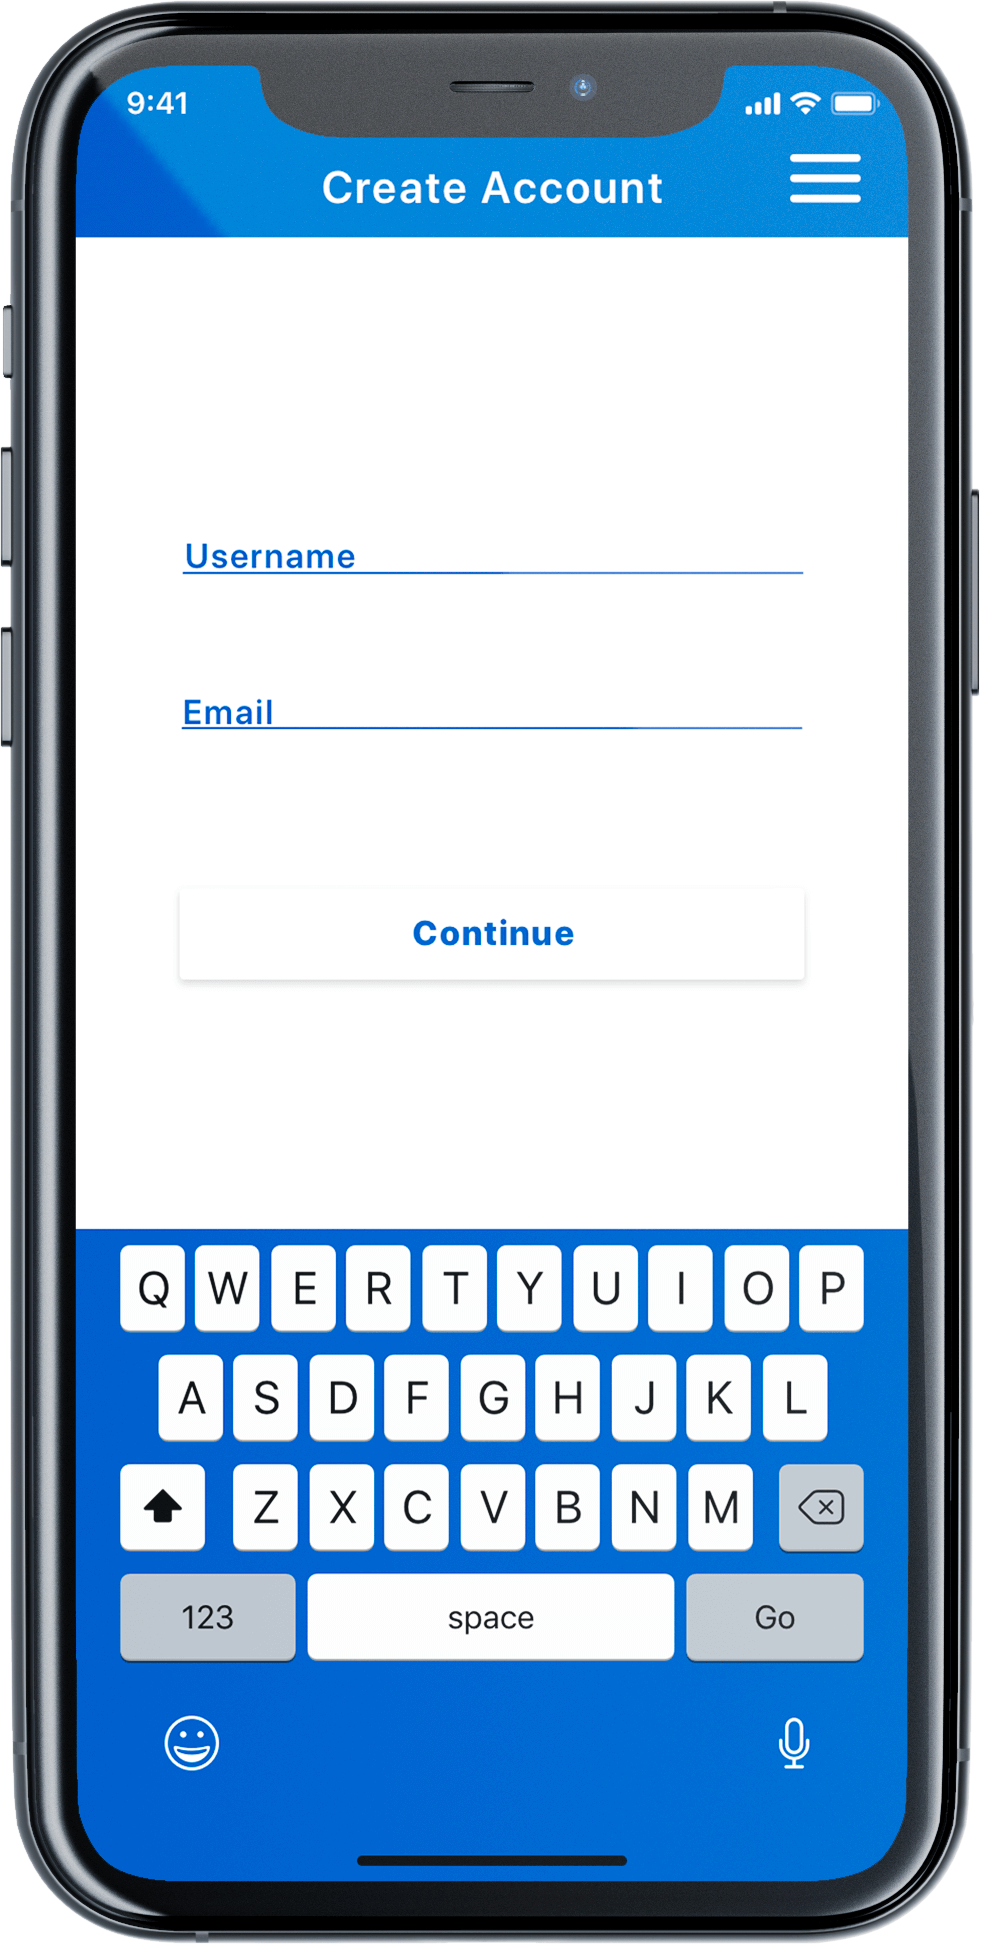 9:41
Create Account
Username
Email
Continue
Q W E R T Y U I O P
A S D F G H J K L
Z X C V B N M
123 space Go